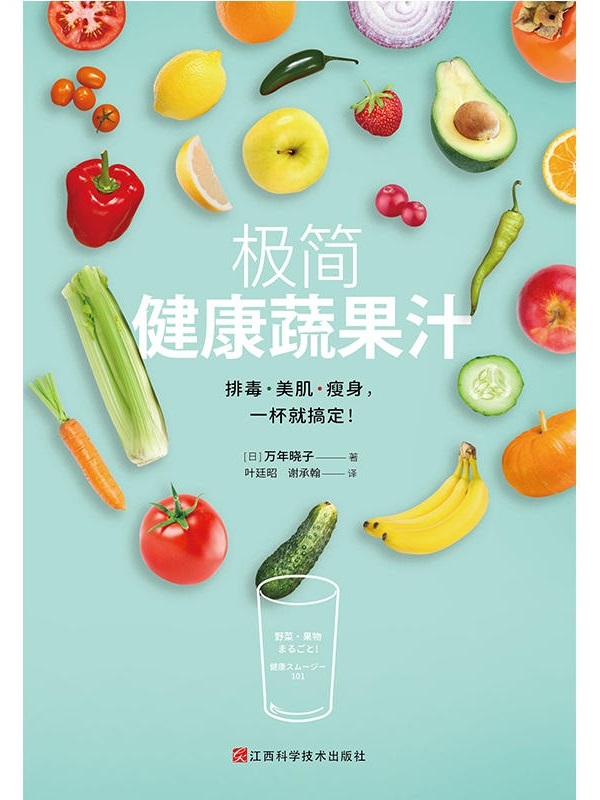 极简
健康蔬果汁
排毒·美肌·瘦身，
一杯就搞定！
[日]万年晓子——著
叶廷昭 谢承翰——译
野菜・果物
まるごと！
健康スムージー
101
江西科学技术出版社